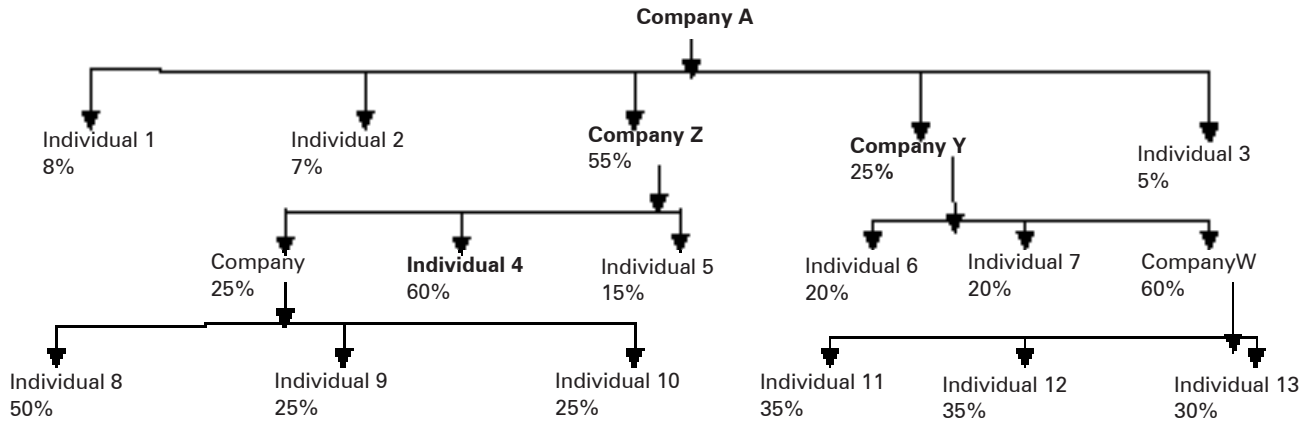 Company A
Individual 1
8%
Individual 2
7%
Company Z
55%
Company Y
25%
Individual 3
5%
Company
25%
Individual 4
60%
Individual 5
15%
Individual 6
20%
Individual 7
20%
CompanyW
60%
Individual 8
50%
Individual 9
25%
Individual 10
25%
Individual 11
35%
Individual 12
35%
Individual 13
30%